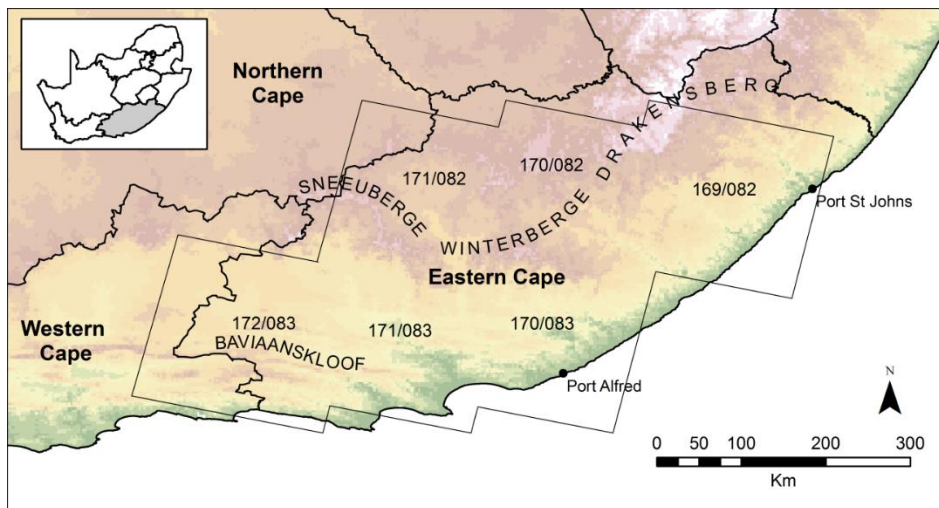 Northern
Cape
SNEEUBERGE
WINTERBERGE
DRAKENSBERG
171/082
170/082
169/082
Port St Johns
Eastern Cape
Western
Cape
172/083
171/083
170/083
BAVIAANSKLOOF
Port Alfred
N
0 50 100 200 300
Km